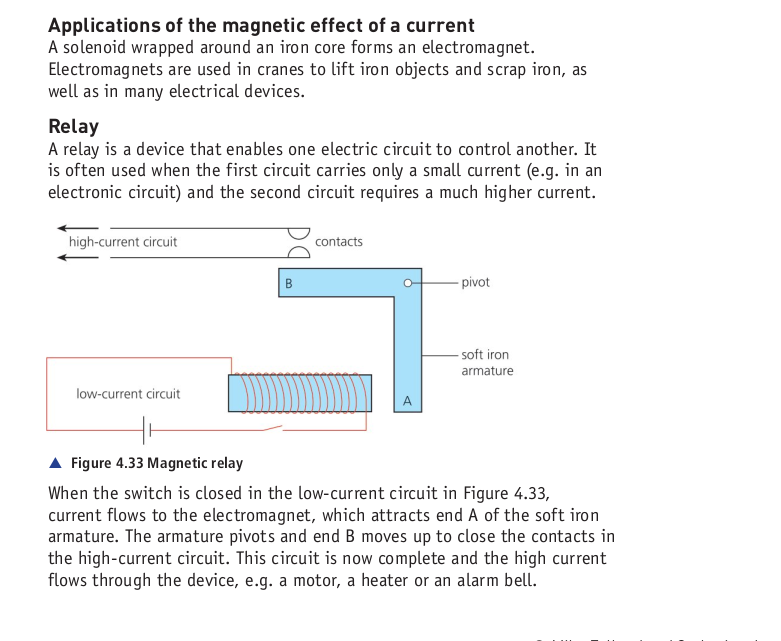 Applications of the magnetic effect of a current
A solenoid wrapped around an iron core forms an electromagnet.
Electromagnets are used in cranes to lift iron objects and scrap iron, as
well as in many electrical devices.
Relay
A relay is a device that enables one electric circuit to control another. It
is often used when the first circuit carries only a small current (e.g. in an
electronic circuit) and the second circuit requires a much higher current.
high-current circuit
contacts
B
pivot
soft iron
armature
low-current circuit
A
▲ Figure 4.33 Magnetic relay
When the switch is closed in the low-current circuit in Figure 4.33,
current flows to the electromagnet, which attracts end A of the soft iron
armature. The armature pivots and end B moves up to close the contacts in
the high-current circuit. This circuit is now complete and the high current
flows through the device, e.g. a motor, a heater or an alarm bell.